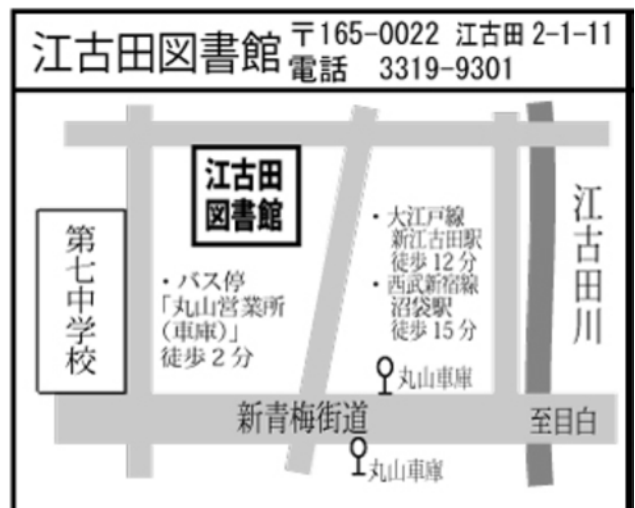 江古田図書館
〒165-0022 江古田 2-1-11
電話 3319-9301
江古田
図書館
第七中学校
・バス停
「丸山営業所
（車庫）」
徒歩２分
・大江戸線
新江古田駅
徒歩 12 分
・西武新宿線
沼袋駅
徒歩 15 分
江古田川
丸山車庫
新青梅街道
至目白
丸山車庫